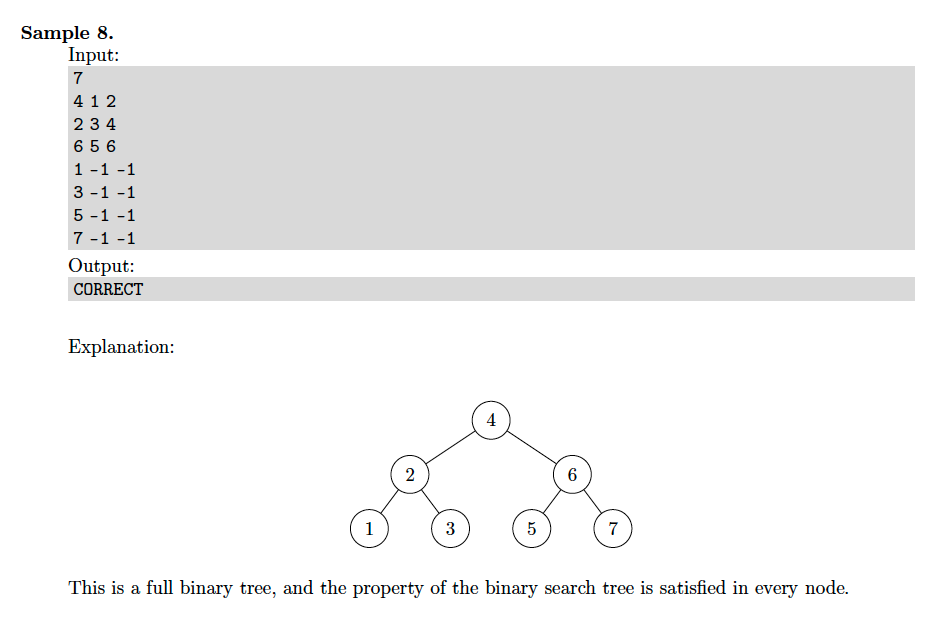 Sample 8.
Input:
7
4 1 2
2 3 4
6 5 6
1 -1 -1
3 -1 -1
5 -1 -1
7 -1 -1
Output:
CORRECT
Explanation:
4
2 6
1 3 5 7
This is a full binary tree, and the property of the binary search tree is satisfied in every node.